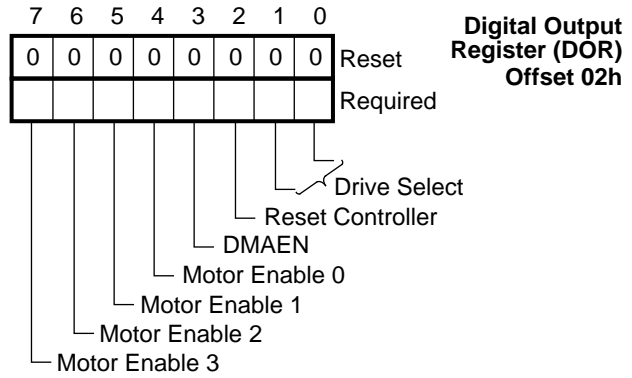 7 6 5 4 3 2 1 0
Digital Output
Register (DOR)
Offset 02h
0 0 0 0 0 0 0 0 Reset
Required
Drive Select
Reset Controller
DMAEN
Motor Enable 0
Motor Enable 1
Motor Enable 2
Motor Enable 3